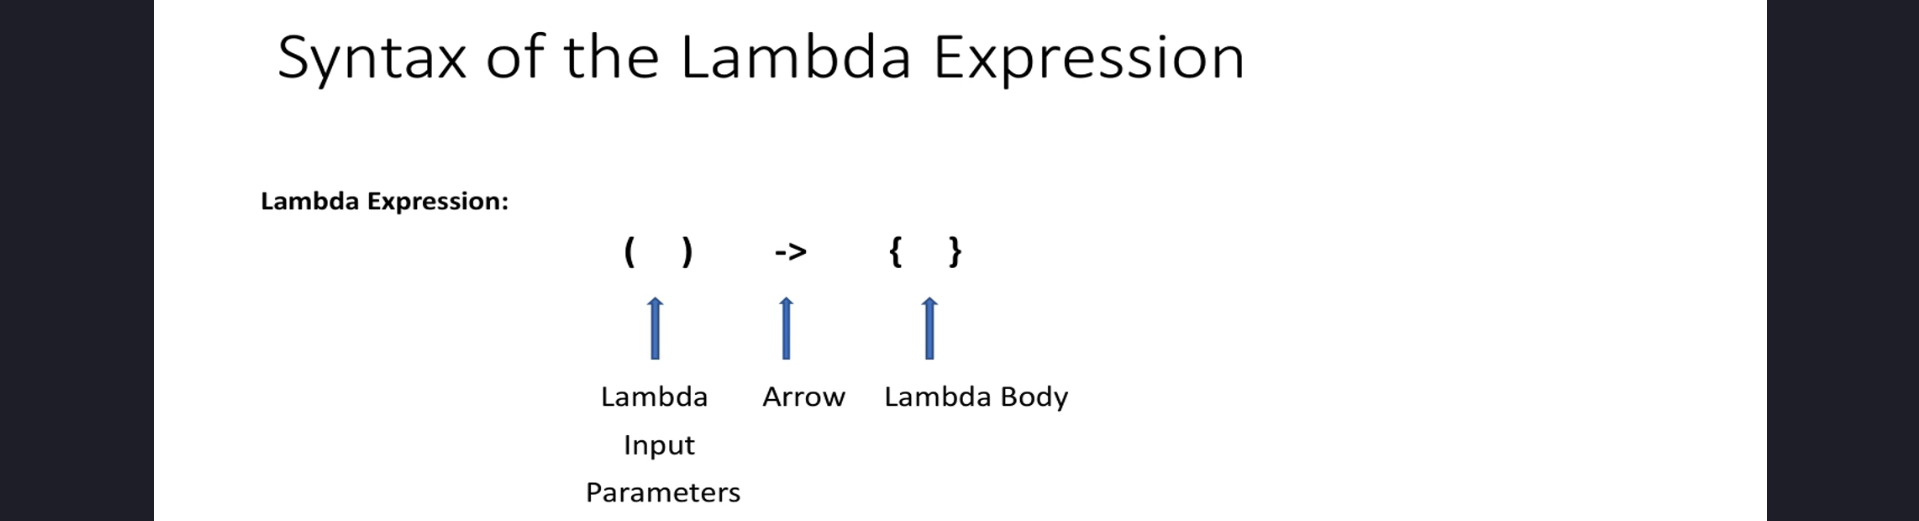 Syntax of the Lambda Expression
Lambda Expression:
( ) -> { }
Lambda Arrow Lambda Body
Input
Parameters